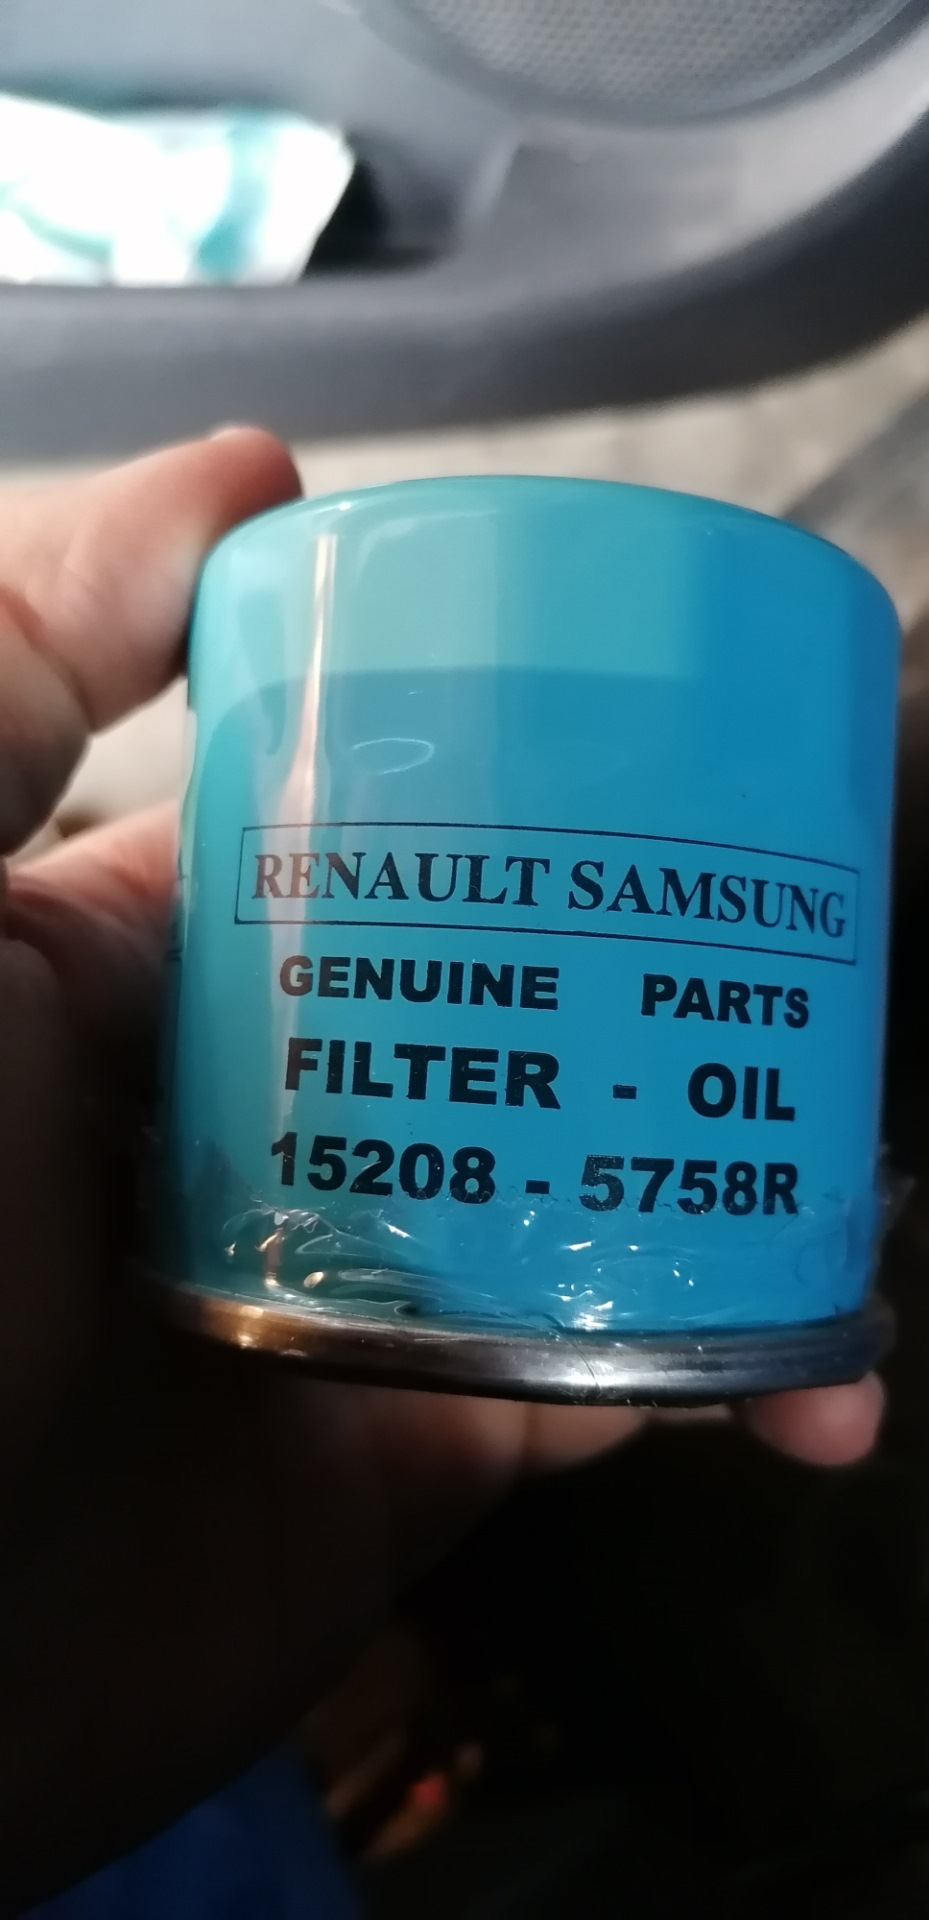 RENAULT SAMSUNG
GENUINE PARTS
FILTER - OIL
15208 - 5758R